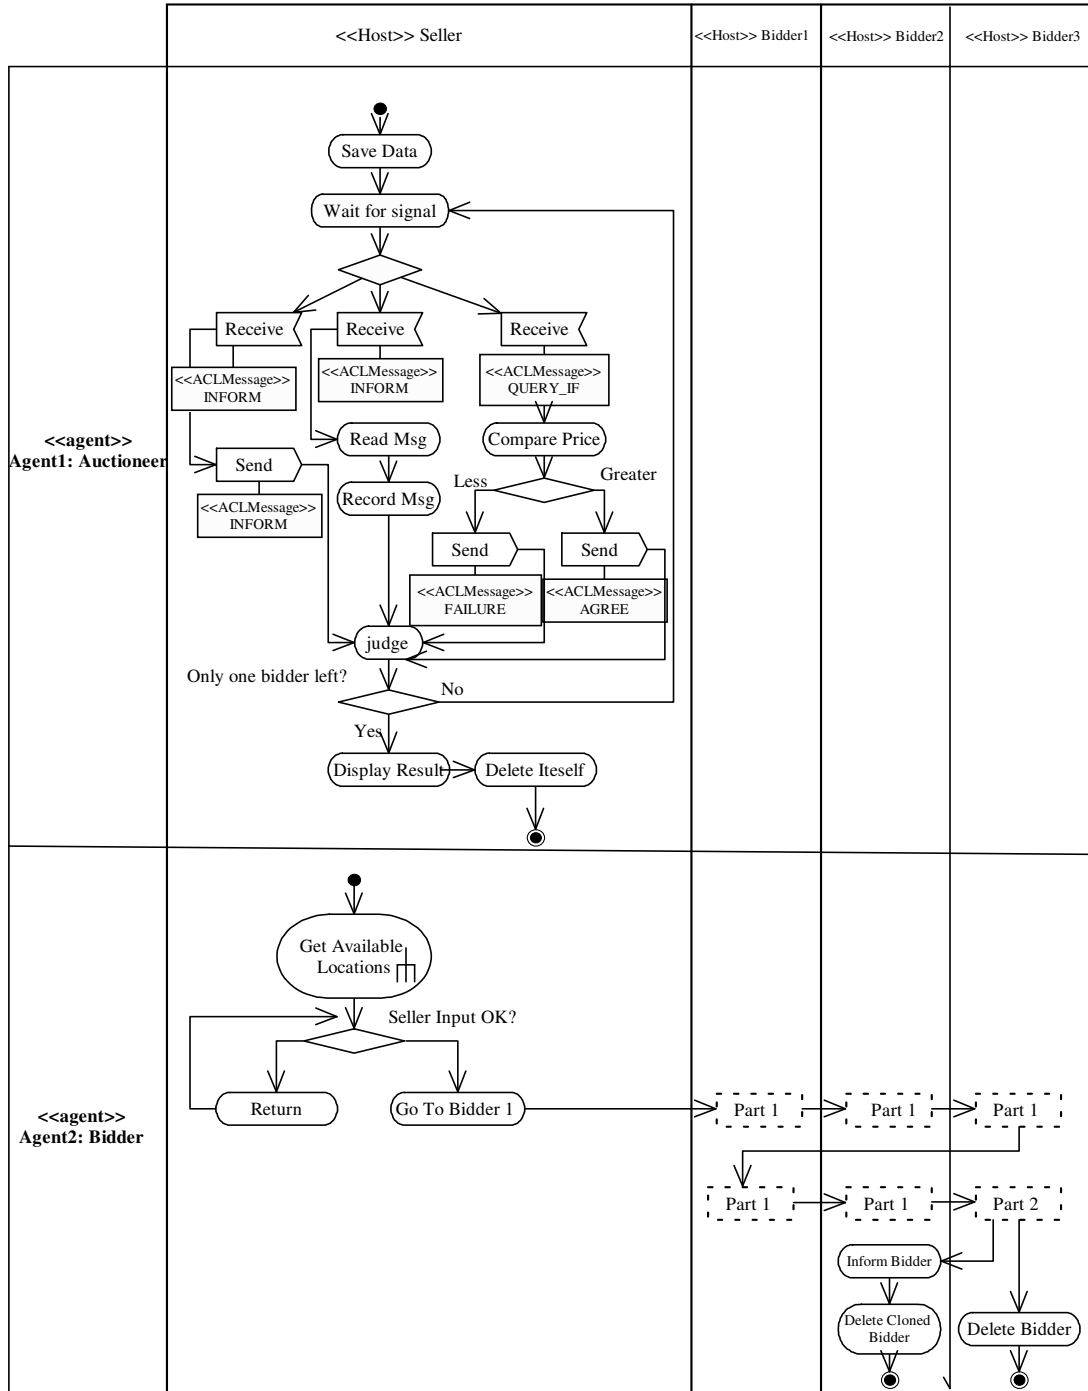 <<Host>> Seller
<<Host>> Bidder1
<<Host>> Bidder2
<<Host>> Bidder3
<<agent>>
Agent1: Auctioneer
Save Data
Wait for signal
Receive
Receive
Receive
<<ACLMessage>>
INFORM
<<ACLMessage>>
INFORM
<<ACLMessage>>
QUERY_IF
Read Msg
Compare Price
Send
Less
Greater
<<ACLMessage>>
INFORM
Record Msg
Send
Send
<<ACLMessage>>
FAILURE
<<ACLMessage>>
AGREE
judge
Only one bidder left?
No
Yes
Display Result
Delete Iteself
<<agent>>
Agent2: Bidder
Get Available
Locations
Seller Input OK?
Return
Go To Bidder 1
Part 1
Part 1
Part 1
Part 1
Part 1
Part 2
Inform Bidder
Delete Cloned
Bidder
Delete Bidder